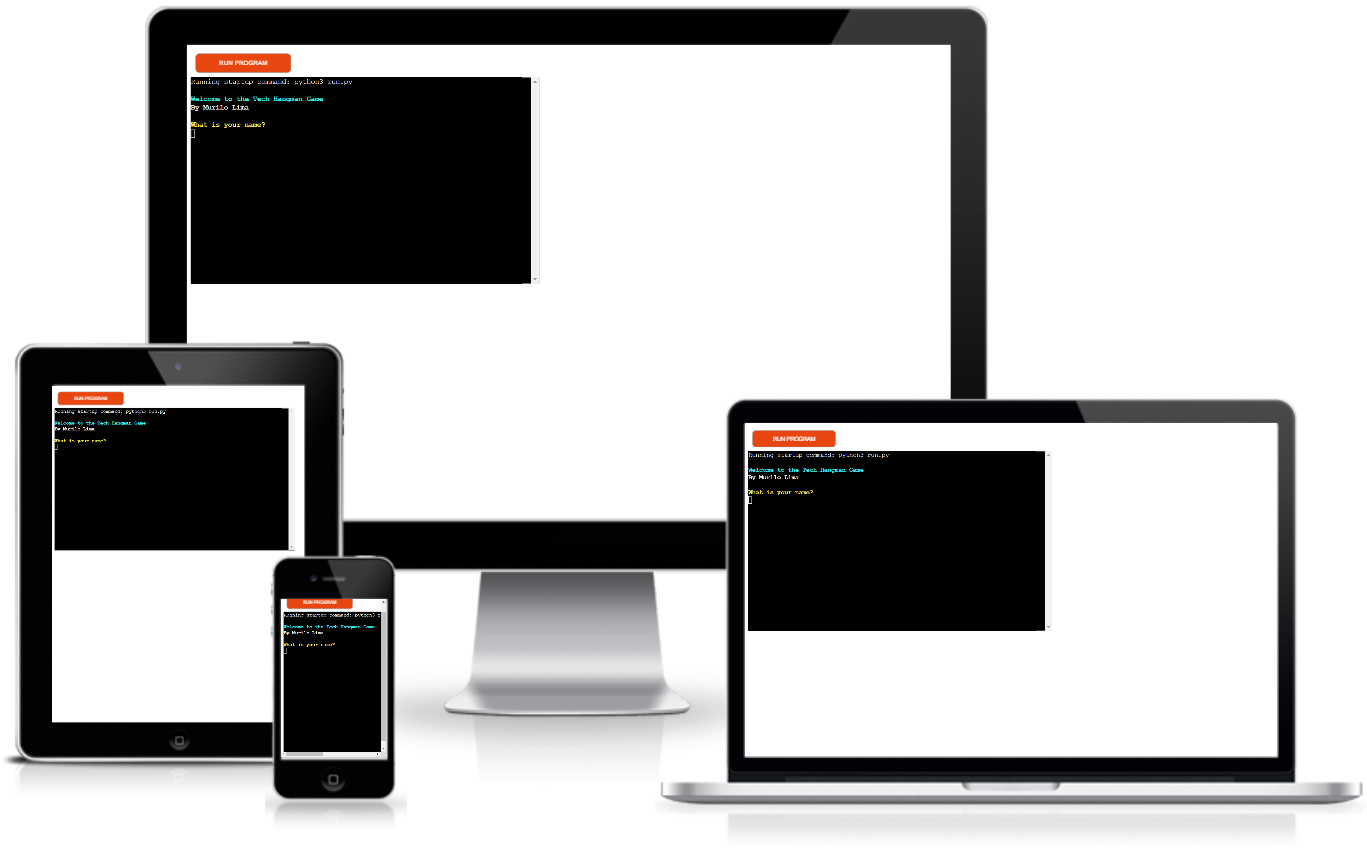 RUN PROGRAM
Running startup command: python3 run.py
Welcome to the Tech Hangman Game
By Murilo Lima
What is your name?
RUN PROGRAM
Running startup command: python3 run.py
Welcome to the Tech Hangman Game
By Murilo Lima
What is your name?
RUN PROGRAM
Running startup command: python3 run.py
Welcome to the Tech Hangman Game
By Murilo Lima
What is your name?
RUN PROGRAM
Running startup command: python3 r
Welcome to the Tech Hangman Game
By Murilo Lima
What is your name?